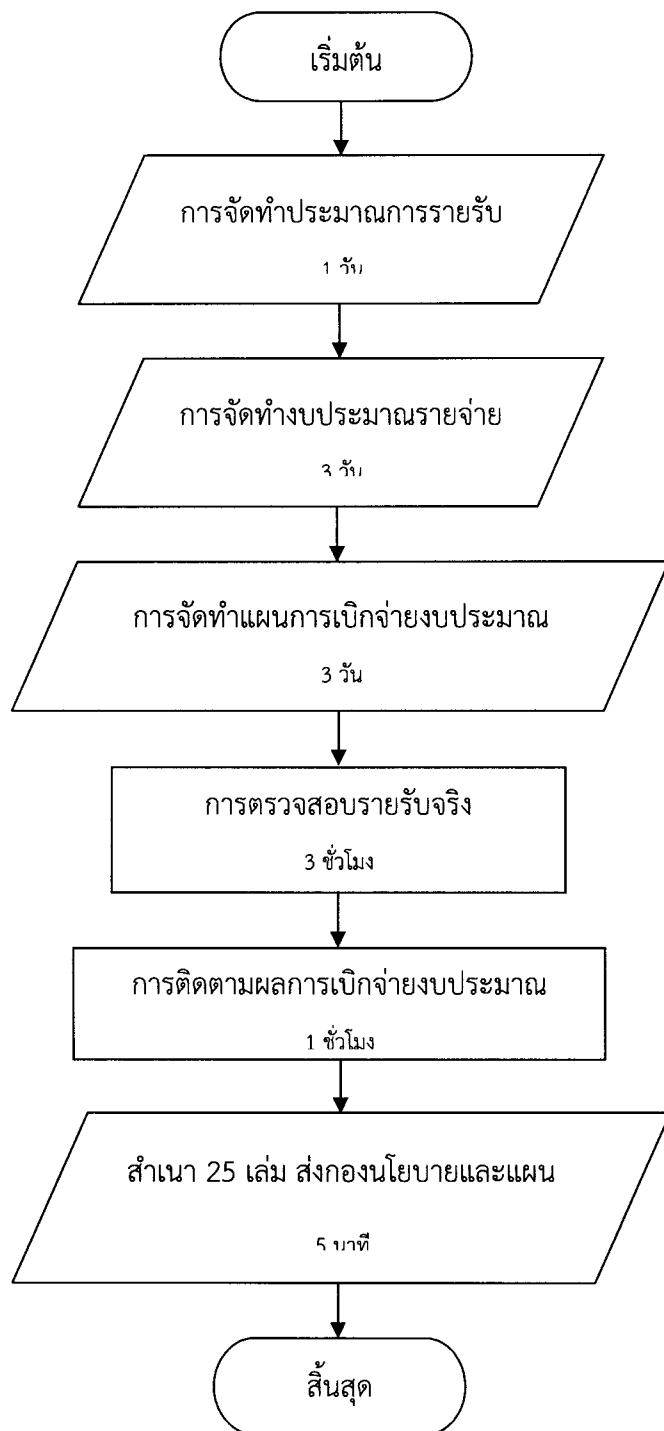 เริ่มต้น
การจัดทำประมาณการรายรับ
1 วัน
การจัดทำงบประมาณรายจ่าย
3 วัน
การจัดทำแผนการเบิกจ่ายงบประมาณ
3 วัน
การตรวจสอบรายรับจริง
3 ชั่วโมง
การติดตามผลการเบิกจ่ายงบประมาณ
1 ชั่วโมง
สำเนา 25 เล่ม ส่งกองนโยบายและแผน
5 นาที
สิ้นสุด